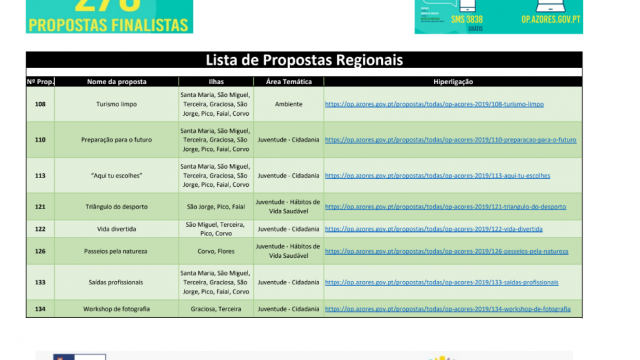 PROPOSTAS FINALISTAS
SMS 3838
GRÁTIS
OP.AZORES.GOV.PT
Lista de Propostas Regionais
Nº Prop. Nome da proposta Ilhas Área Temática Hiperligação
108 Turismo limpo Santa Maria, São Miguel, Terceira, Graciosa, São Jorge, Pico, Faial, Corvo Ambiente https://op.azores.gov.pt/propostas/todas/op-acores-2019/108-turismo-limpo
110 Preparação para o futuro Santa Maria, São Miguel, Terceira, Graciosa, São Jorge, Pico, Faial, Corvo Juventude - Cidadania https://op.azores.gov.pt/propostas/todas/op-acores-2019/110-preparacao-para-o-futuro
113 "Aqui tu escolhes" Santa Maria, São Miguel, Terceira, Graciosa, São Jorge, Pico, Faial, Corvo Juventude - Cidadania https://op.azores.gov.pt/propostas/todas/op-acores-2019/113-aqui-tu-escolhes
121 Triângulo do desporto São Jorge, Pico, Faial Juventude - Hábitos de Vida Saudável https://op.azores.gov.pt/propostas/todas/op-acores-2019/121-triangulo-do-desporto
122 Vida divertida São Miguel, Terceira, Pico, Corvo Juventude - Cidadania https://op.azores.gov.pt/propostas/todas/op-acores-2019/122-vida-divertida
126 Passeios pela natureza Corvo, Flores Juventude - Hábitos de Vida Saudável https://op.azores.gov.pt/propostas/todas/op-acores-2019/126-passeios-pela-natureza
133 Saídas profissionais Santa Maria, São Miguel, Terceira, Graciosa, São Jorge, Pico, Faial, Corvo Juventude - Cidadania https://op.azores.gov.pt/propostas/todas/op-acores-2019/133-saidas-profissionais
134 Workshop de fotografia Graciosa, Terceira Juventude - Cidadania https://op.azores.gov.pt/propostas/todas/op-acores-2019/134-workshop-de-fotografia